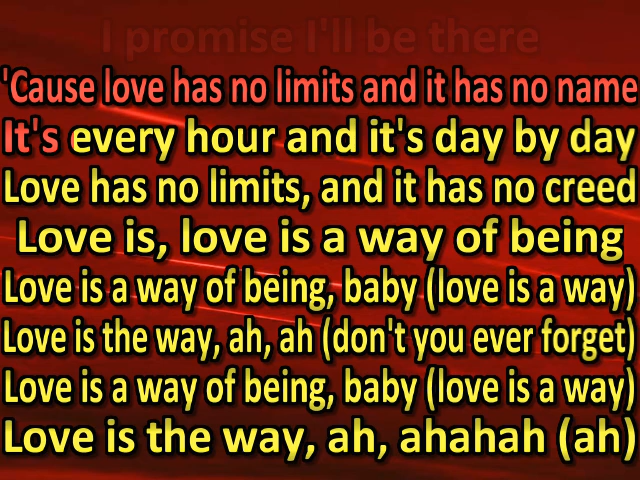 I promise I'll be there
'Cause love has no limits and it has no name
It's every hour and it's day by day
Love has no limits, and it has no creed
Love is, love is a way of being
Love is a way of being, baby (love is a way)
Love is the way, ah, ah (don't you ever forget)
Love is a way of being, baby (love is a way)
Love is the way, ah, ahahah (ah)